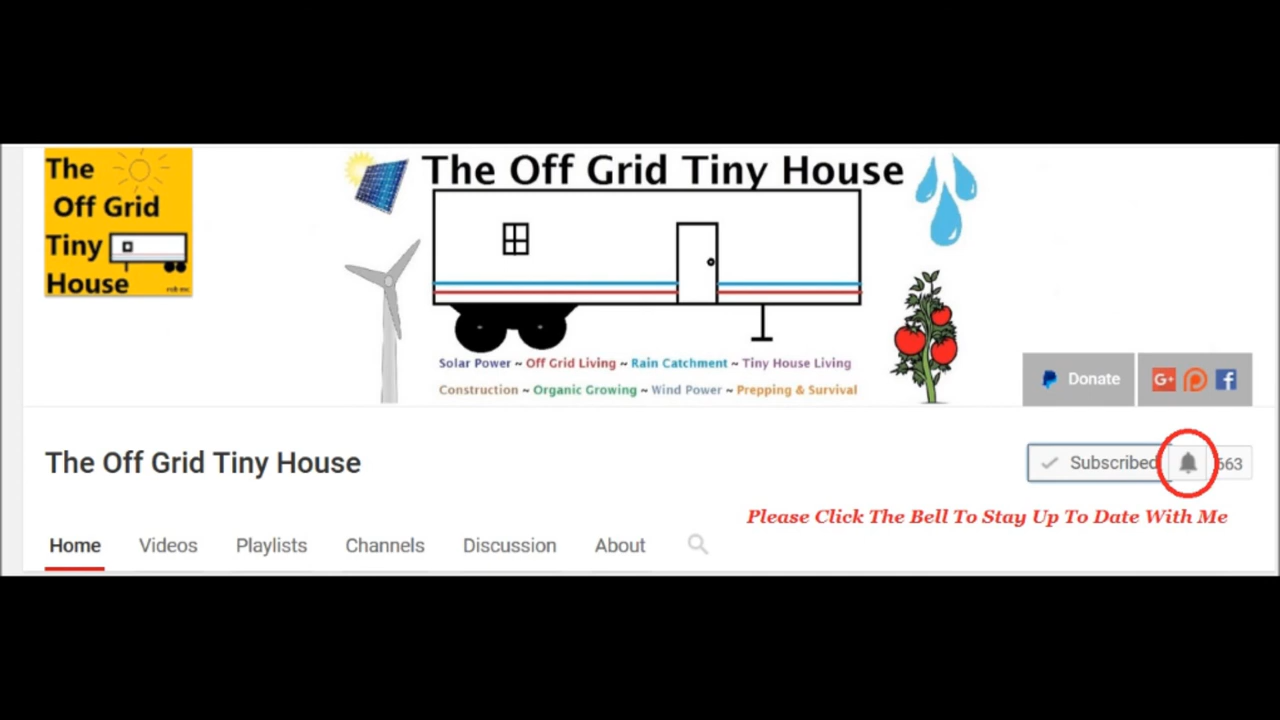 The
Off Grid
Tiny
House
The Off Grid Tiny House
Solar Power ~ Off Grid Living ~ Rain Catchment ~ Tiny House Living
Construction ~ Organic Growing ~ Wind Power ~ Prepping & Survival
Donate
G+
The Off Grid Tiny House
Subscribed
663
Please Click The Bell To Stay Up To Date With Me
Home Videos Playlists Channels Discussion About